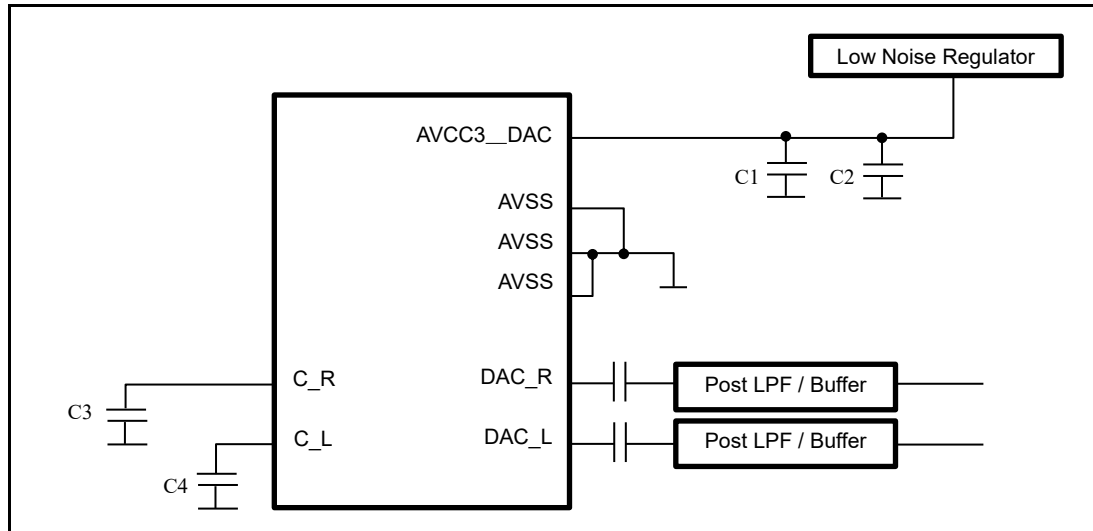 Low Noise Regulator
AVCC3__DAC
C1
C2
AVSS
AVSS
AVSS
C_R
DAC_R
Post LPF / Buffer
C3
C_L
DAC_L
Post LPF / Buffer
C4